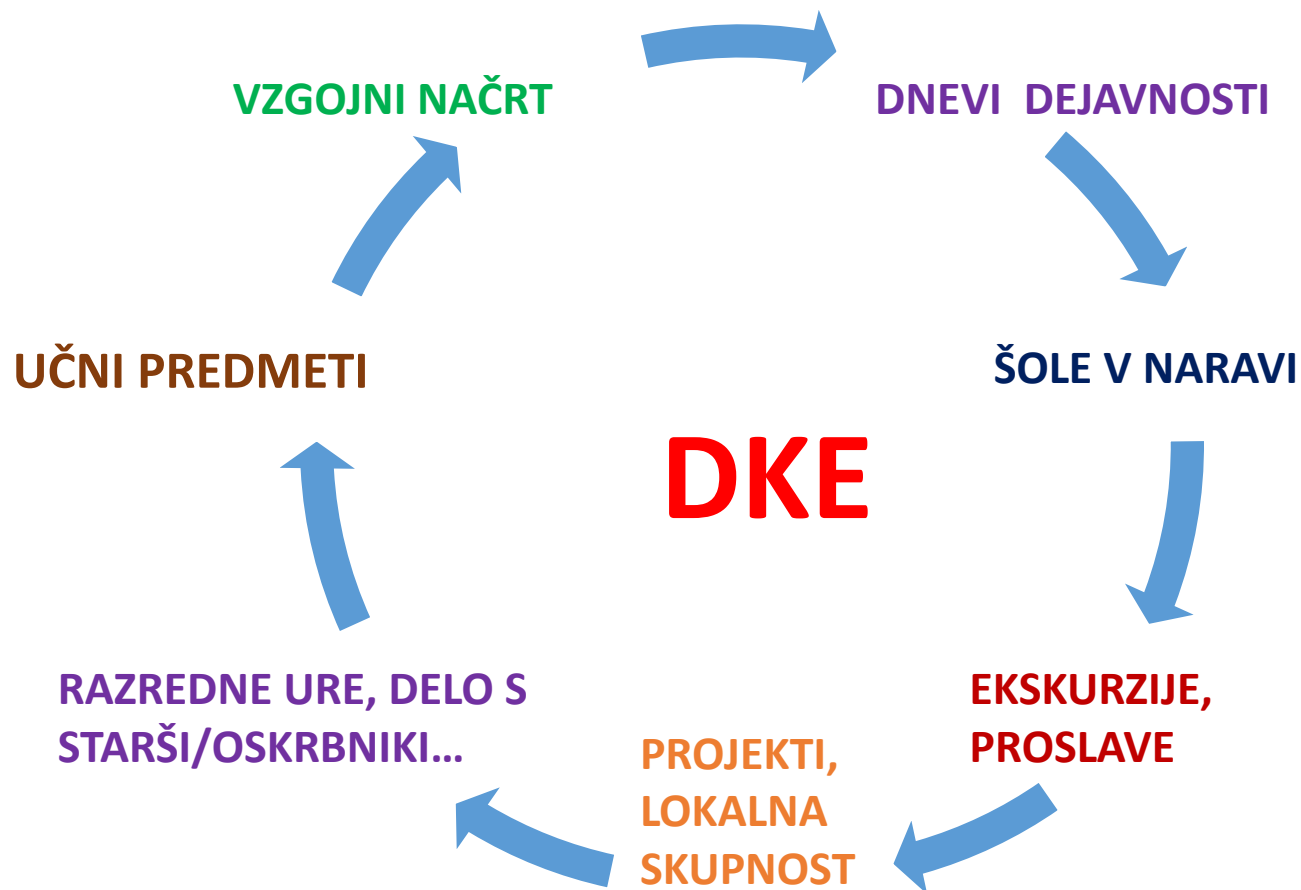 VZGOJNI NAČRT
DNEVI DEJAVNOSTI
UČNI PREDMETI
ŠOLE V NARAVI
DKE
RAZREDNE URE, DELO S
STARŠI/OSKRBNIKI…
EKSKURZIJE,
PROSLAVE
PROJEKTI,
LOKALNA
SKUPNOST